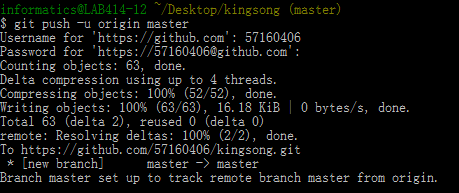 informatics@LAB414-12 ~/Desktop/kingsong (master)
$ git push -u origin master
Username for 'https://github.com': 57160406
Password for 'https://57160406@github.com':
Counting objects: 63, done.
Delta compression using up to 4 threads.
Compressing objects: 100% (52/52), done.
Writing objects: 100% (63/63), 16.18 KiB | 0 bytes/s, done.
Total 63 (delta 2), reused 0 (delta 0)
remote: Resolving deltas: 100% (2/2), done.
To https://github.com/57160406/kingsong.git
 * [new branch]      master -> master
Branch master set up to track remote branch master from origin.